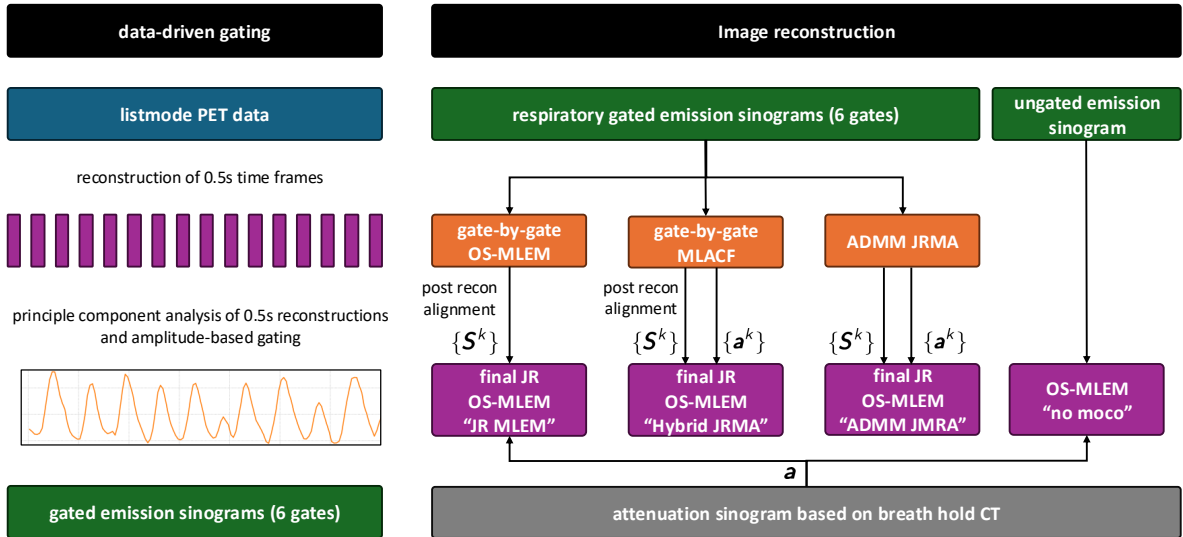 data-driven gating
listmode PET data
reconstruction of 0.5s time frames
principle component analysis of 0.5s reconstructions
and amplitude-based gating
gated emission sinograms (6 gates)
Image reconstruction
respiratory gated emission sinograms (6 gates)
ungated emission
sinogram
gate-by-gate
OS-MLEM
gate-by-gate
MLACF
ADMM JRMA
post recon
alignment
{S^k}
post recon
alignment
{S^k}
{a^k}
{S^k}
{a^k}
final JR
OS-MLEM
“JR MLEM”
final JR
OS-MLEM
“Hybrid JRMA”
final JR
OS-MLEM
“ADMM JMRA”
OS-MLEM
“no moco”
a
attenuation sinogram based on breath hold CT